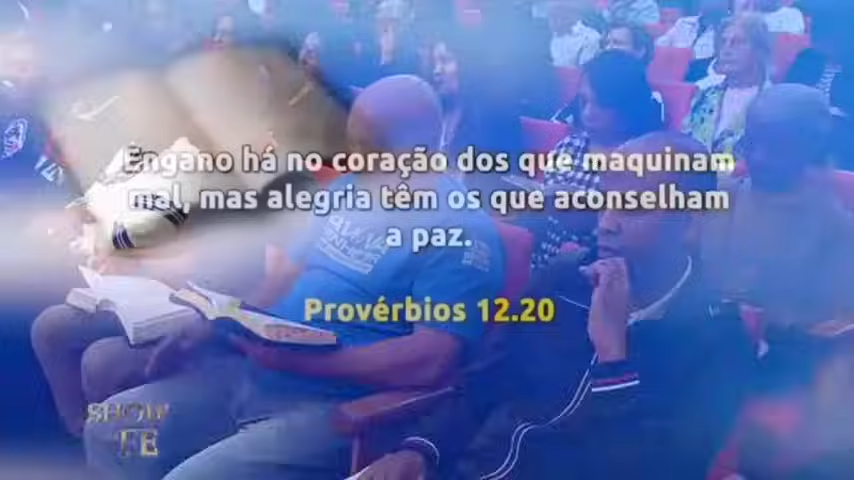 Engano há no coração dos que maquinam
mal, mas alegria têm os que aconselham
a paz.
Provérbios 12.20
SHOW
FÉ